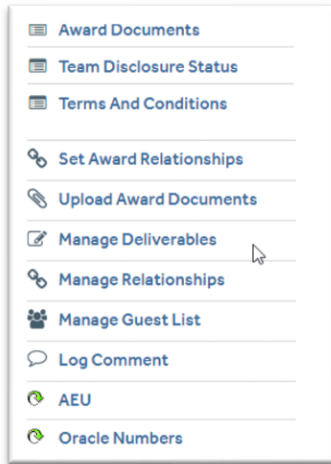 Award Documents
Team Disclosure Status
Terms And Conditions
Set Award Relationships
Upload Award Documents
Manage Deliverables
Manage Relationships
Manage Guest List
Log Comment
AEU
Oracle Numbers